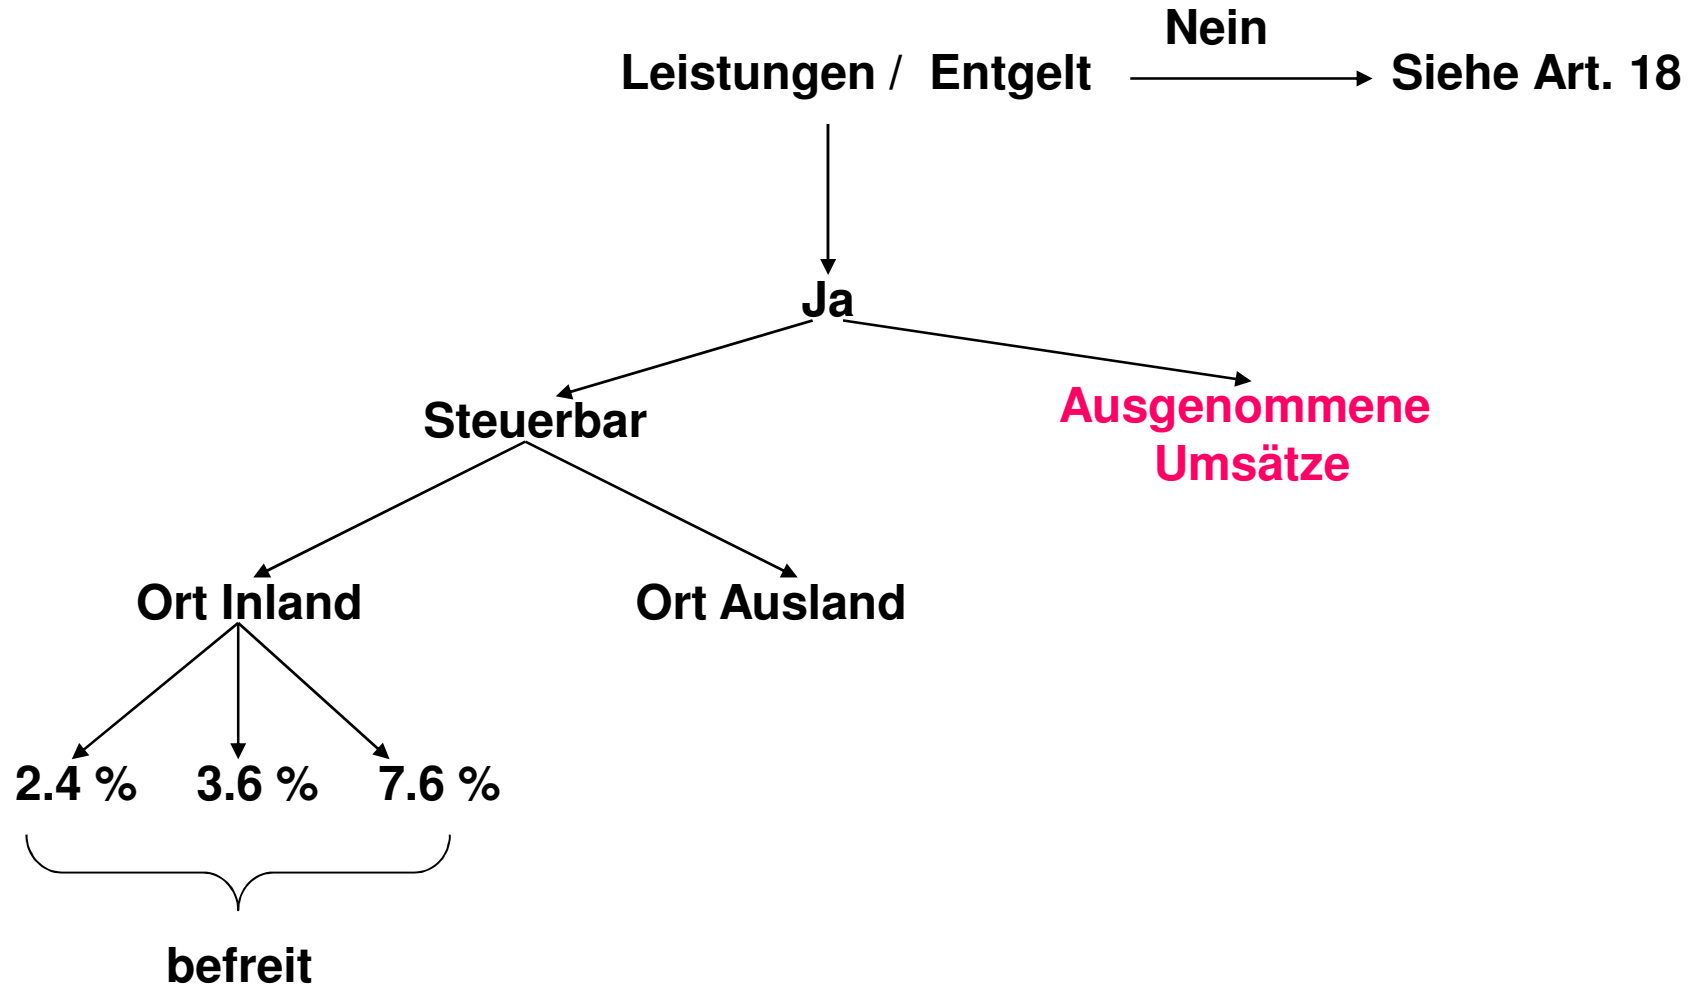 Nein
Leistungen / Entgelt
Siehe Art. 18
Ja
Steuerbar
Ausgenommene
Umsätze
Ort Inland
Ort Ausland
2.4 % 3.6 % 7.6 %
befreit